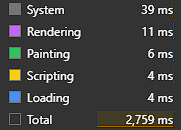 System 39 ms
Rendering 11 ms
Painting 6 ms
Scripting 4 ms
Loading 4 ms
Total 2,759 ms